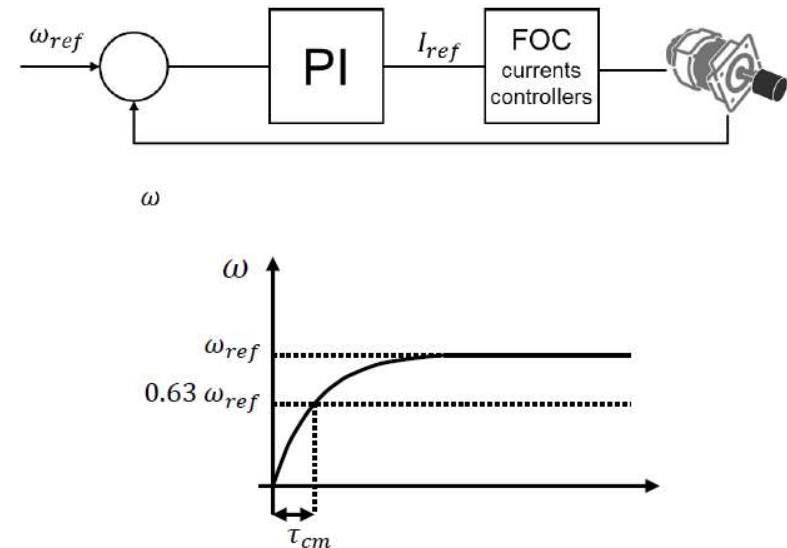 ω_ref
PI
I_ref
FOC
currents
controllers
ω
ω
ω_ref
0.63 ω_ref
τ_cm